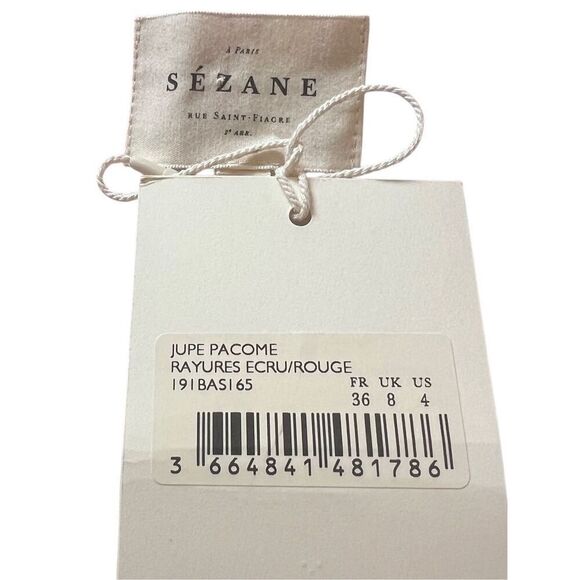 À PARIS
SÉZANE
RUE SAINT-FIACRE
2e ARR.
JUPE PACOME
RAYURES ECRU/ROUGE
191BAS165
FR UK US
36 8 4
3 664841 481786